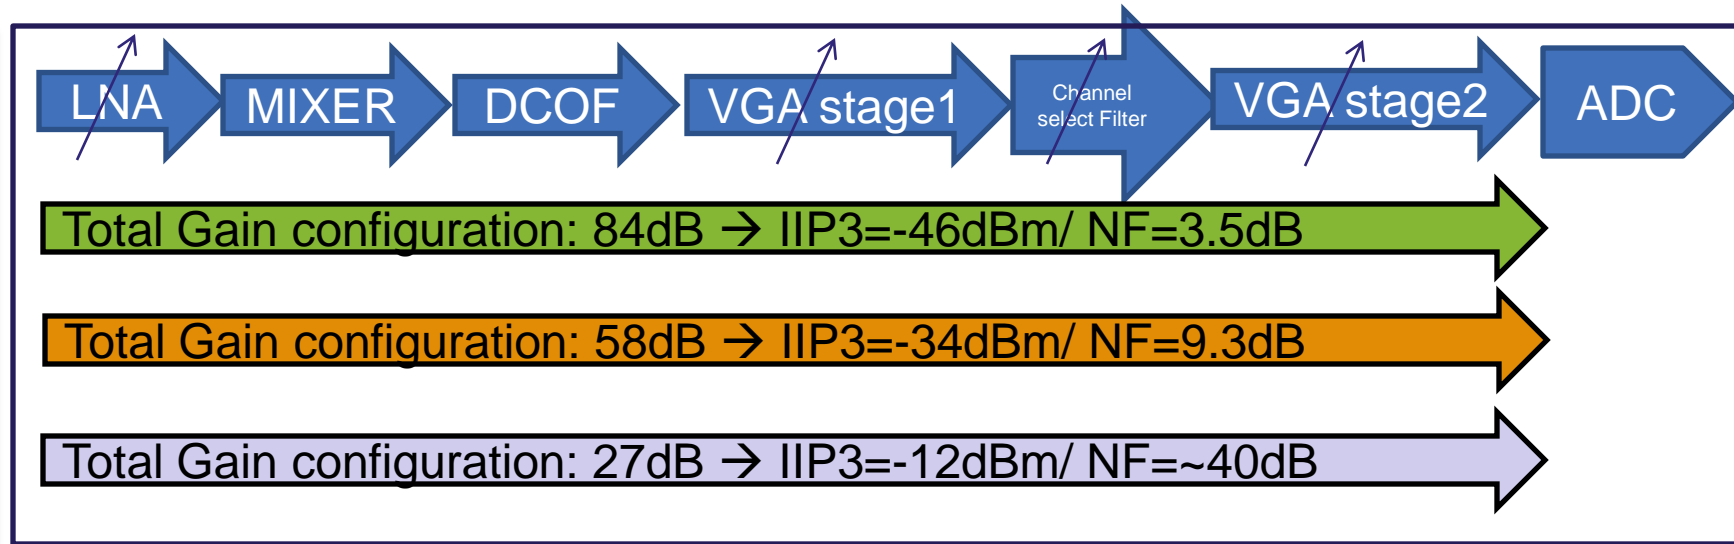 LNA
MIXER
DCOF
VGA stage1
Channel
select Filter
VGA stage2
ADC
Total Gain configuration: 84dB → IIP3=-46dBm/ NF=3.5dB
Total Gain configuration: 58dB → IIP3=-34dBm/ NF=9.3dB
Total Gain configuration: 27dB → IIP3=-12dBm/ NF=~40dB